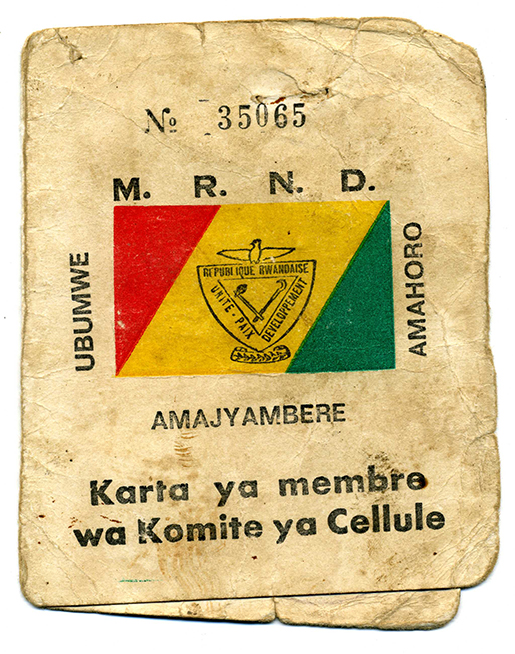 № 35065
M. R. N. D.
UBUMWE
REPUBLIQUE RWANDAISE
UNITE • PAIX
DEVELOPPEMENT
AMAHORO
AMAJYAMBERE
Karta ya membre
wa Komite ya Cellule